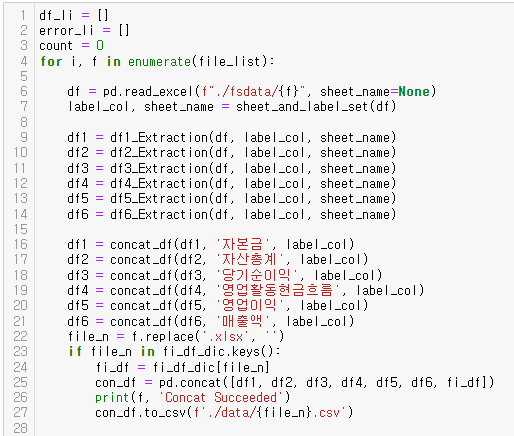 1 df_li = []
2 error_li = []
3 count = 0
4 for i, f in enumerate(file_list):
5
6     df = pd.read_excel(f"./fsdata/{f}", sheet_name=None)
7     label_col, sheet_name = sheet_and_label_set(df)
8
9     df1 = df1_Extraction(df, label_col, sheet_name)
10     df2 = df2_Extraction(df, label_col, sheet_name)
11     df3 = df3_Extraction(df, label_col, sheet_name)
12     df4 = df4_Extraction(df, label_col, sheet_name)
13     df5 = df5_Extraction(df, label_col, sheet_name)
14     df6 = df6_Extraction(df, label_col, sheet_name)
15
16     df1 = concat_df(df1, '자본금', label_col)
17     df2 = concat_df(df2, '자산총계', label_col)
18     df3 = concat_df(df3, '당기순이익', label_col)
19     df4 = concat_df(df4, '영업활동현금흐름', label_col)
20     df5 = concat_df(df5, '영업이익', label_col)
21     df6 = concat_df(df6, '매출액', label_col)
22     file_n = f.replace('.xlsx', '')
23     if file_n in fi_df_dic.keys():
24         fi_df = fi_df_dic[file_n]
25         con_df = pd.concat([df1, df2, df3, df4, df5, df6, fi_df])
26         print(f, 'Concat Succeeded')
27         con_df.to_csv(f'./data/{file_n}.csv')
28